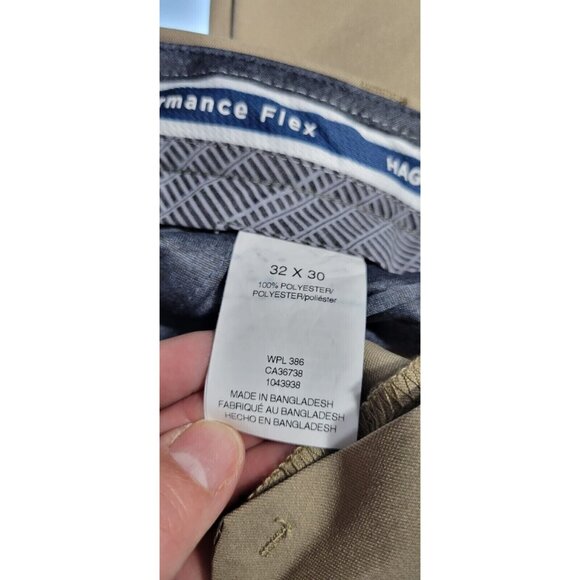 rmance Flex
HAG
32 X 30
100% POLYESTER/
POLYESTER/poliéster
WPL 386
CA36738
1043938
MADE IN BANGLADESH
FABRIQUÉ AU BANGLADESH
HECHO EN BANGLADESH